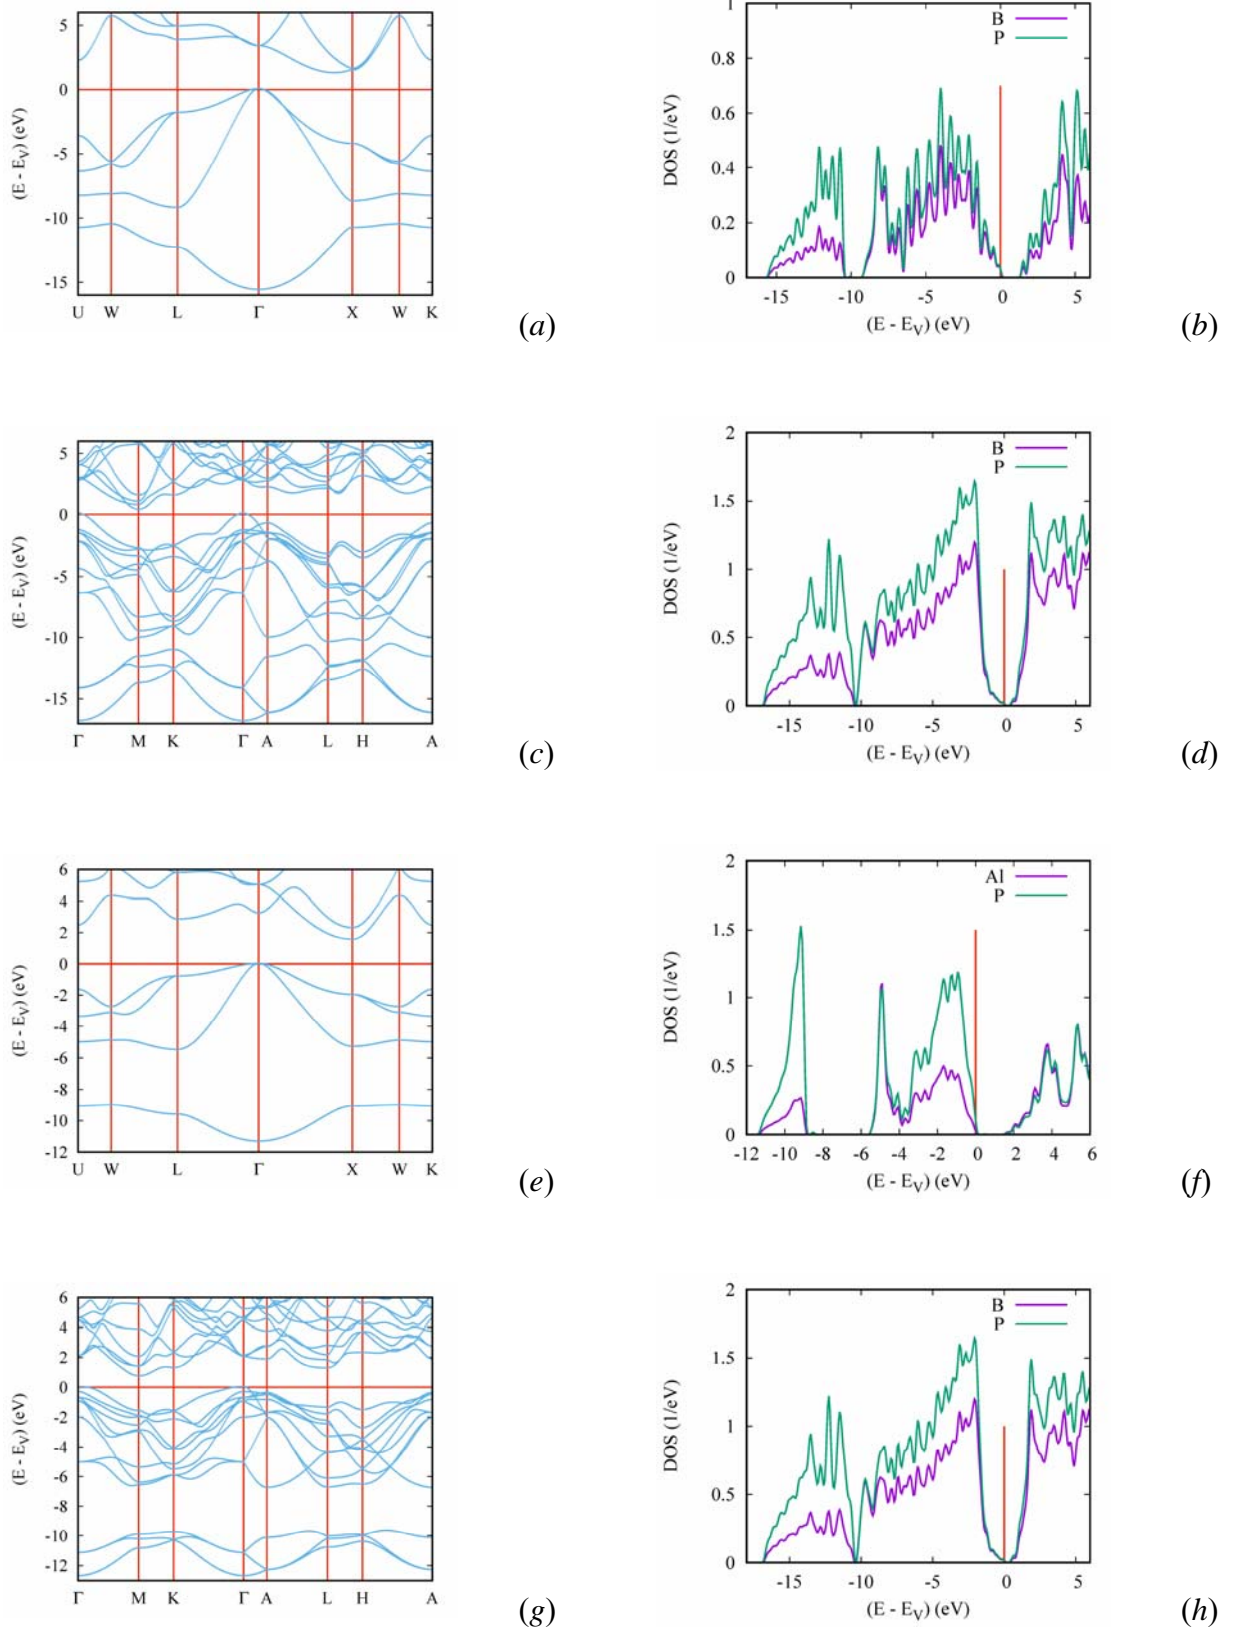 5
0
-5
-10
-15
(E - E_V) (eV)
U W L Γ X W K
(a)
1
0.8
0.6
0.4
0.2
0
DOS (1/eV)
B
P
-15 -10 -5 0 5
(E - E_V) (eV)
(b)
5
0
-5
-10
-15
(E - E_V) (eV)
Γ M K Γ A L H A
(c)
2
1.5
1
0.5
0
DOS (1/eV)
B
P
-15 -10 -5 0 5
(E - E_V) (eV)
(d)
6
4
2
0
-2
-4
-6
-8
-10
-12
(E - E_V) (eV)
U W L Γ X W K
(e)
2
1.5
1
0.5
0
DOS (1/eV)
Al
P
-12 -10 -8 -6 -4 -2 0 2 4 6
(E - E_V) (eV)
(f)
6
4
2
0
-2
-4
-6
-8
-10
-12
(E - E_V) (eV)
Γ M K Γ A L H A
(g)
2
1.5
1
0.5
0
DOS (1/eV)
B
P
-15 -10 -5 0 5
(E - E_V) (eV)
(h)